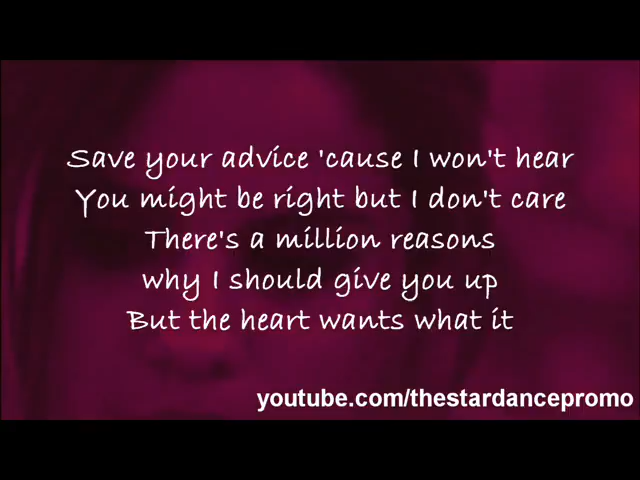 Save your advice 'cause I won't hear
You might be right but I don't care
There's a million reasons
why I should give you up
But the heart wants what it
youtube.com/thestardancepromo